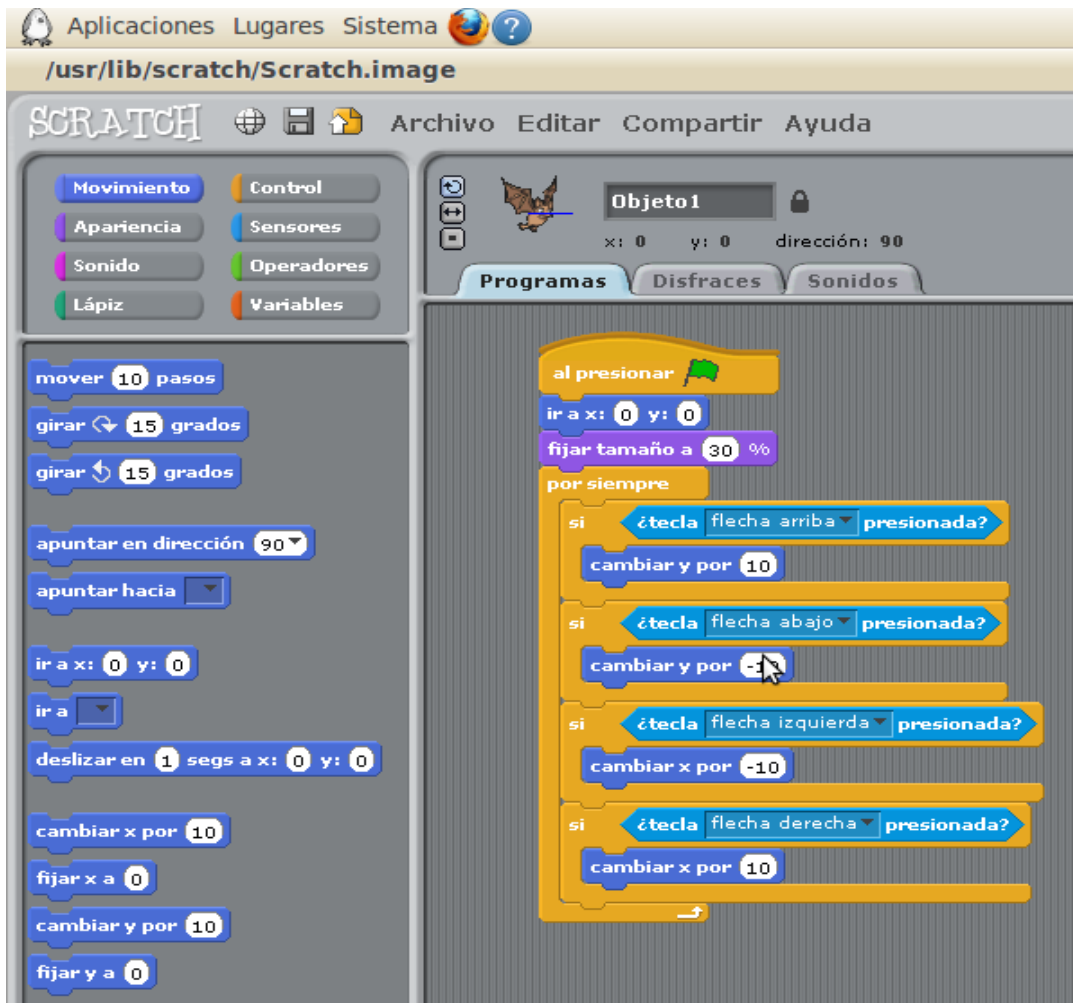 Aplicaciones Lugares Sistema
/usr/lib/scratch/Scratch.image
SCRATCH Archivo Editar Compartir Ayuda
Movimiento Control
Apariencia Sensores
Sonido Operadores
Lápiz Variables
Objeto1
x: 0 y: 0 dirección: 90
Programas Disfraces Sonidos
mover 10 pasos
girar 15 grados
girar 15 grados
apuntar en dirección 90
apuntar hacia
ir a x: 0 y: 0
ir a
deslizar en 1 segs a x: 0 y: 0
cambiar x por 10
fijar x a 0
cambiar y por 10
fijar y a 0
al presionar
ir a x: 0 y: 0
fijar tamaño a 30 %
por siempre
si ¿tecla flecha arriba presionada?
cambiar y por 10
si ¿tecla flecha abajo presionada?
cambiar y por
si ¿tecla flecha izquierda presionada?
cambiar x por -10
si ¿tecla flecha derecha presionada?
cambiar x por 10